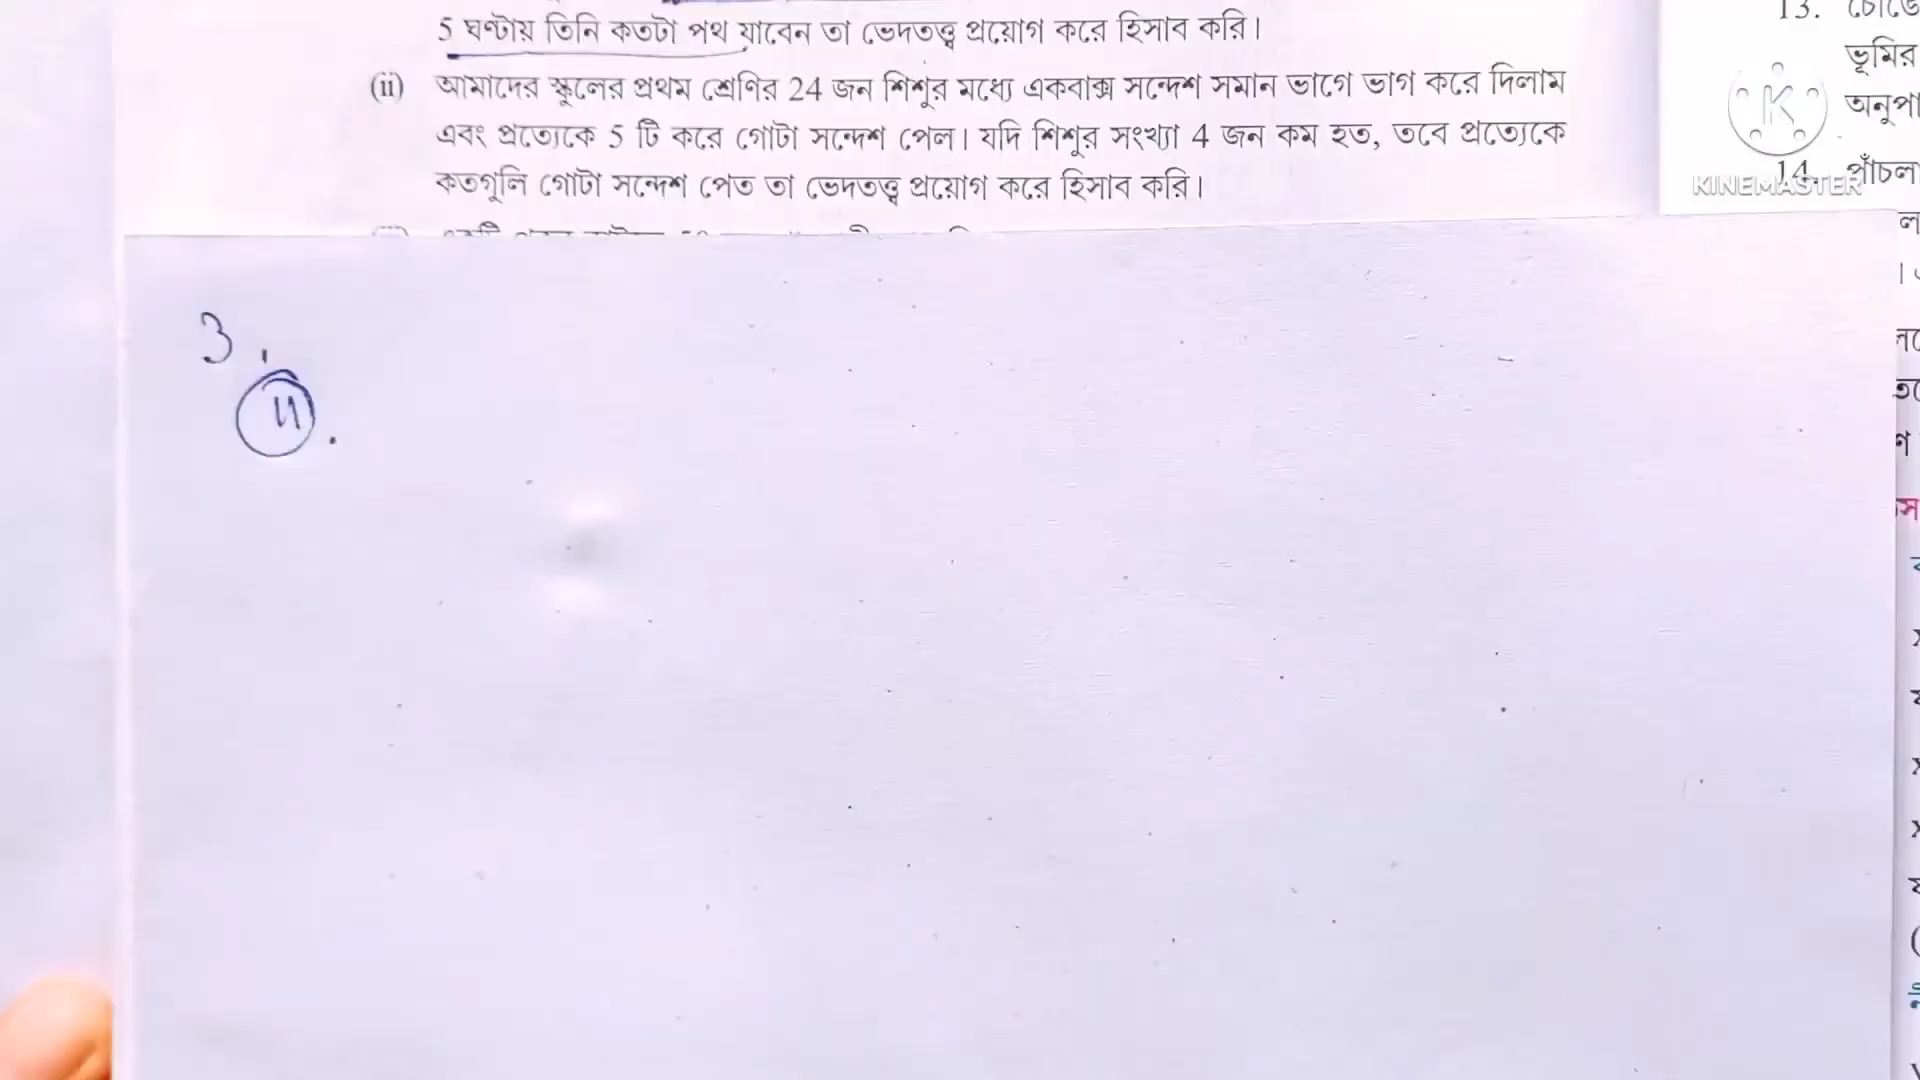 5 ঘণ্টায় তিনি কতটা পথ যাবেন তা ভেদতত্ত্ব প্রয়োগ করে হিসাব করি।
(ii) আমাদের স্কুলের প্রথম শ্রেণির 24 জন শিশুর মধ্যে একবাক্স সন্দেশ সমান ভাগে ভাগ করে দিলাম
এবং প্রত্যেকে 5 টি করে গোটা সন্দেশ পেল। যদি শিশুর সংখ্যা 4 জন কম হত, তবে প্রত্যেকে
কতগুলি গোটা সন্দেশ পেত তা ভেদতত্ত্ব প্রয়োগ করে হিসাব করি।
13.
ভূমির
অনুপা
14. পাঁচল
K
KINEMASTER
3.
ii.